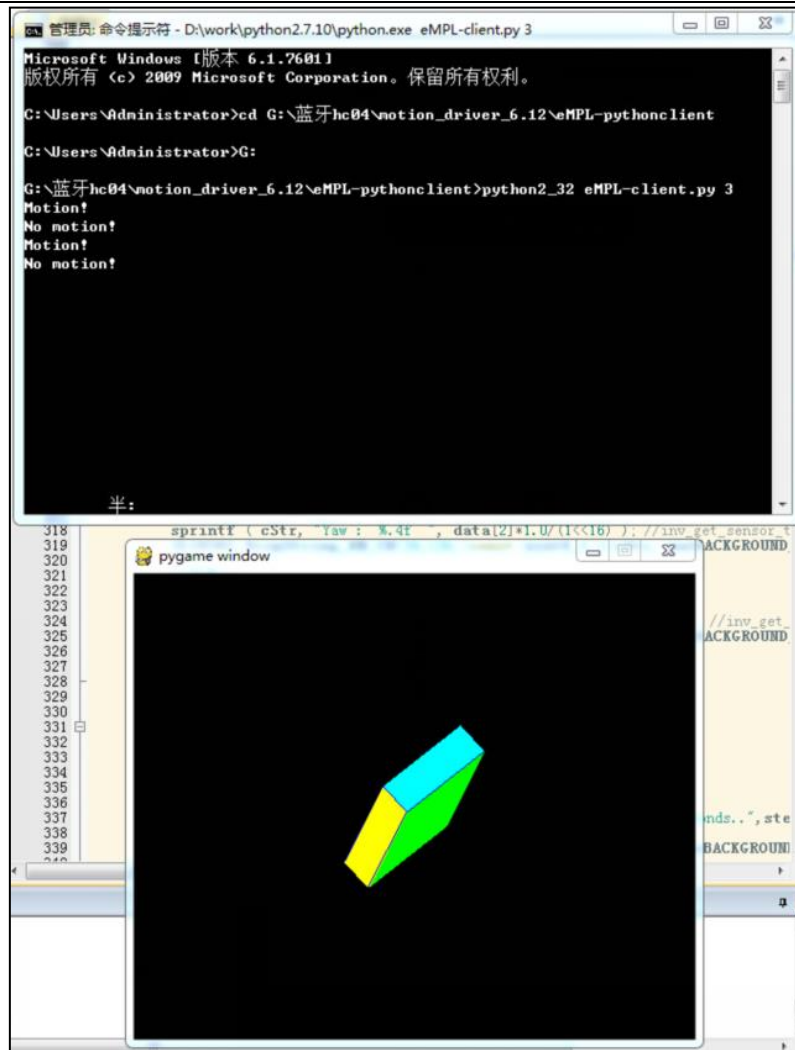 管理员: 命令提示符 - D:\work\python2.7.10\python.exe eMPL-client.py 3
Microsoft Windows [版本 6.1.7601]
版权所有 (c) 2009 Microsoft Corporation。保留所有权利。
C:\Users\Administrator>cd G:\蓝牙hc04\motion_driver_6.12\eMPL-pythonclient
C:\Users\Administrator>G:
G:\蓝牙hc04\motion_driver_6.12\eMPL-pythonclient>python2_32 eMPL-client.py 3
Motion!
No motion!
Motion!
No motion!
半:
318 sprintf ( cStr, "Yaw : %.4f ", data[2]*1.0/(1<<16) ); //inv_get_sensor_t
319 ACKGROUND
pygame window
320
321
322
323
324 //inv_get_
325 ACKGROUND
326
327
328
329
330
331
332
333
334
335
336
337 nds..",ste
338
339 BACKGROUN